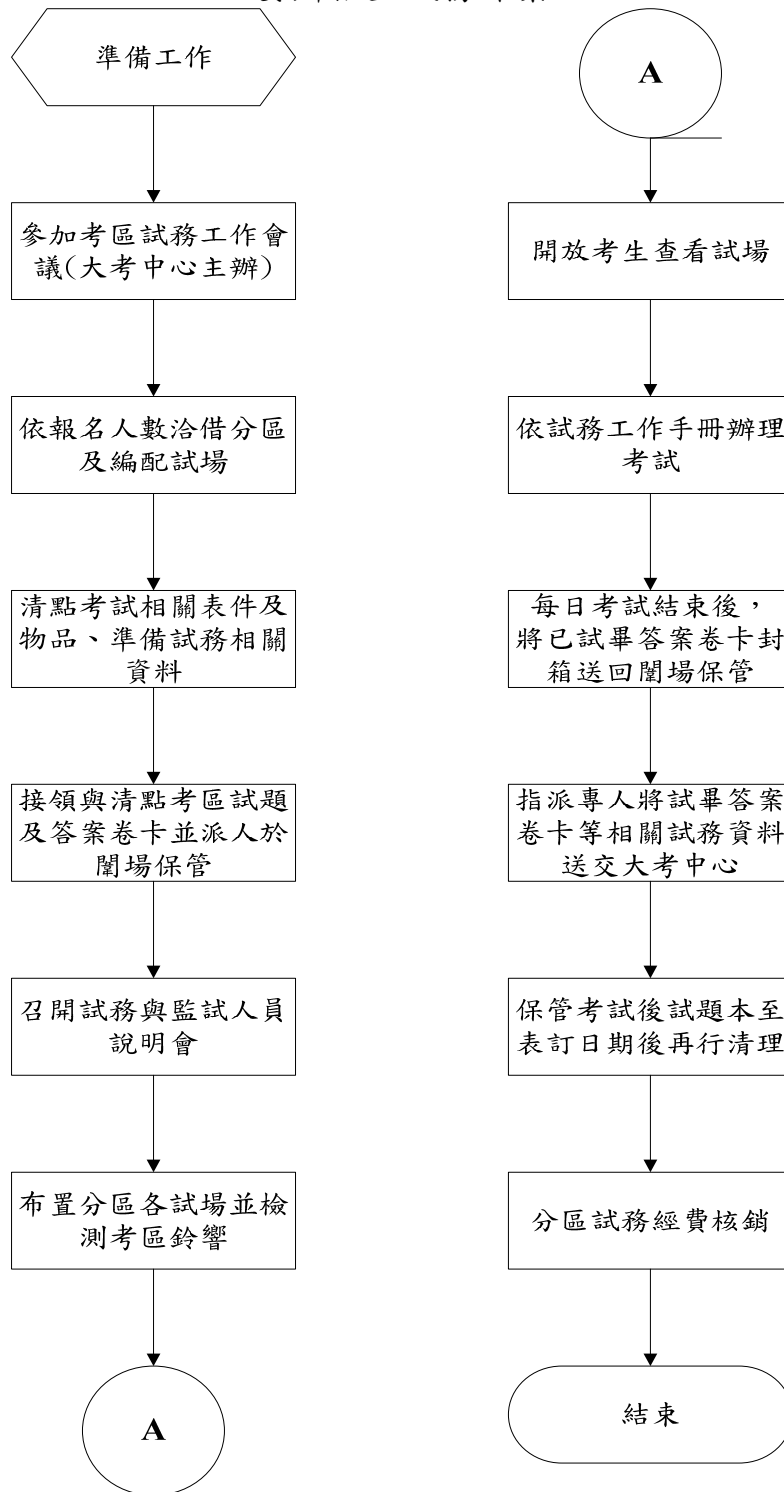 準備工作
參加考區試務工作會
議(大考中心主辦)
依報名人數洽借分區
及編配試場
清點考試相關表件及
物品、準備試務相關
資料
接領與清點考區試題
及答案卷卡並派人於
闈場保管
召開試務與監試人員
說明會
布置分區各試場並檢
測考區鈴響
A
A
開放考生查看試場
依試務工作手冊辦理
考試
每日考試結束後，
將已試畢答案卷卡封
箱送回闈場保管
指派專人將試畢答案
卷卡等相關試務資料
送交大考中心
保管考試後試題本至
表訂日期後再行清理
分區試務經費核銷
結束